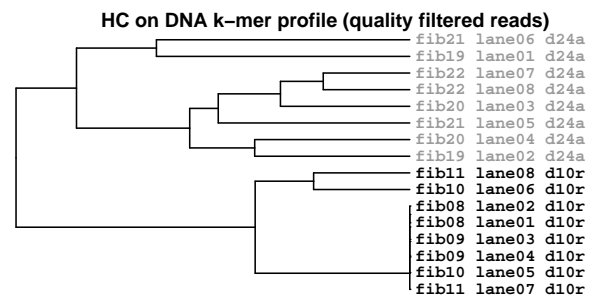 HC on DNA k−mer profile (quality filtered reads)
fib21 lane06 d24a
fib19 lane01 d24a
fib22 lane07 d24a
fib22 lane08 d24a
fib20 lane03 d24a
fib21 lane05 d24a
fib20 lane04 d24a
fib19 lane02 d24a
fib11 lane08 d10r
fib10 lane06 d10r
fib08 lane02 d10r
fib08 lane01 d10r
fib09 lane03 d10r
fib09 lane04 d10r
fib10 lane05 d10r
fib11 lane07 d10r